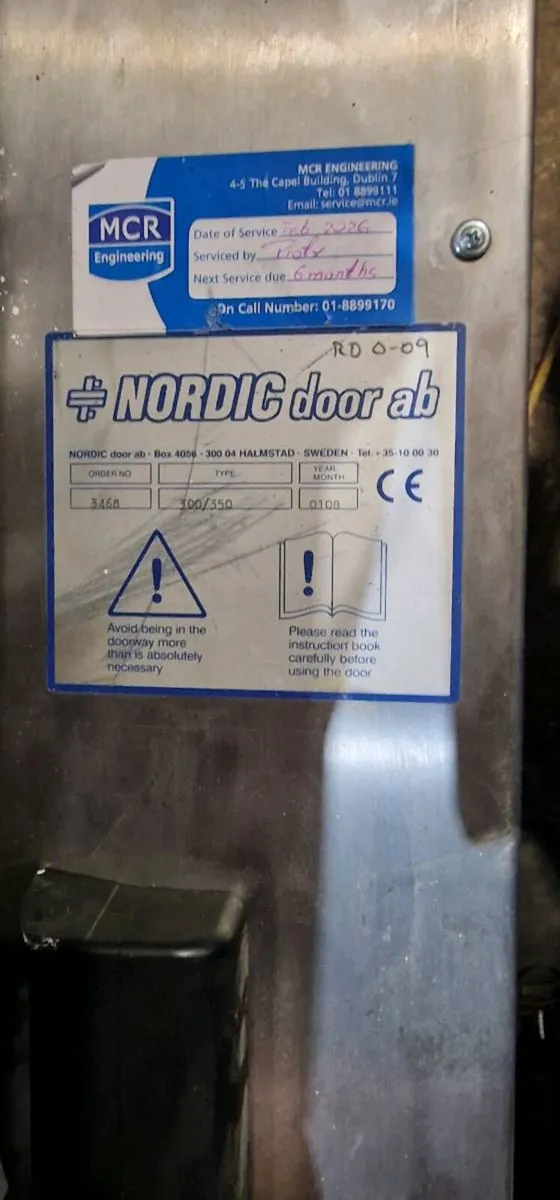 MCR ENGINEERING
4-5 The Capel Building, Dublin 7
Tel: 01 8899111
Email: service@mcr.ie
MCR
Engineering
Date of Service Feb 2026
Serviced by
Next Service due 6 months
On Call Number: 01-8899170
RD 0-09
NORDIC door ab
NORDIC door ab · Box 4056 · 300 04 HALMSTAD · SWEDEN · Tel. + 35-10 00 30
ORDER NO
TYPE
YEAR-
MONTH
CE
3468
300/350
0108
!
!
Avoid being in the
doorway more
than is absolutely
necessary
Please read the
instruction book
carefully before
using the door